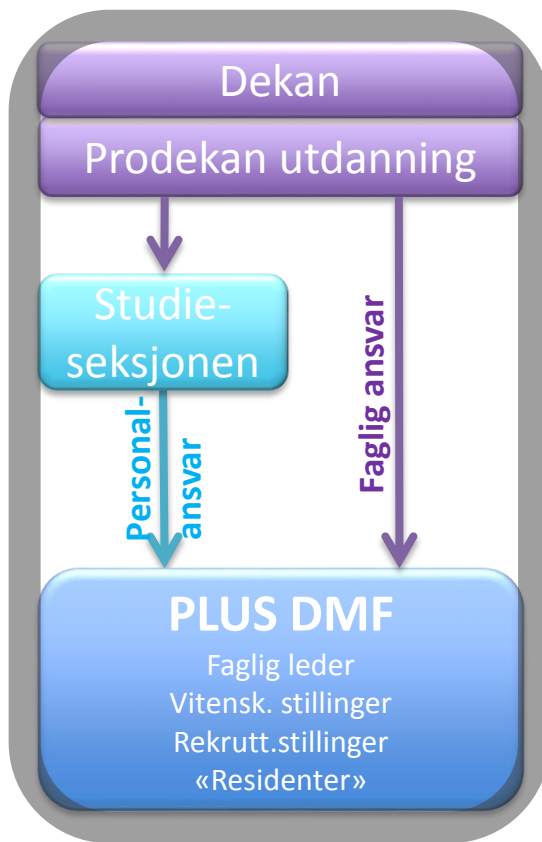 Dekan
Prodekan utdanning
Studie-
seksjonen
Personal-
ansvar
Faglig ansvar
PLUS DMF
Faglig leder
Vitensk. stillinger
Rekrutt.stillinger
«Residenter»